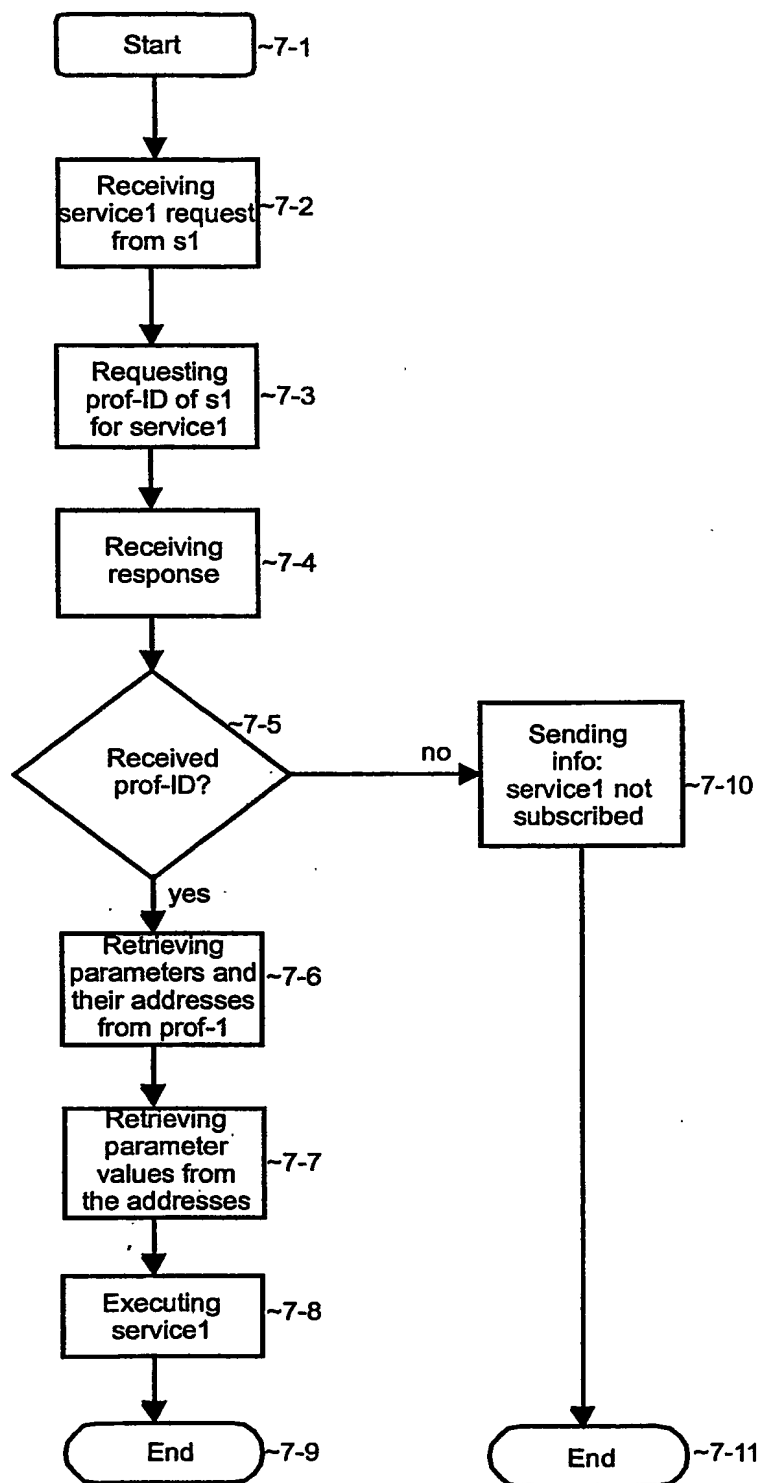 Start
~7-1
Receiving
service1 request
from s1
~7-2
Requesting
prof-ID of s1
for service1
~7-3
Receiving
response
~7-4
Received
prof-ID?
~7-5
no
Sending
info:
service1 not
subscribed
~7-10
yes
Retrieving
parameters and
their addresses
from prof-1
~7-6
Retrieving
parameter
values from
the addresses
~7-7
Executing
service1
~7-8
End
~7-9
End
~7-11